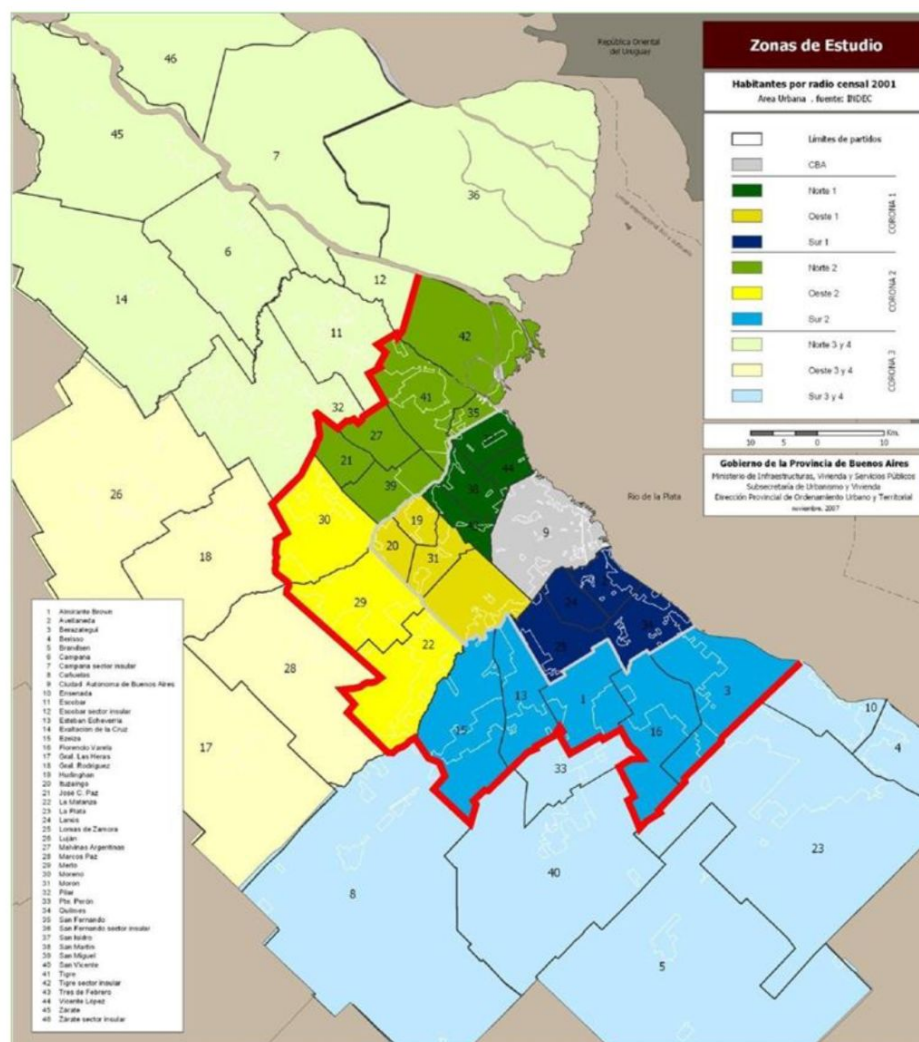 República Oriental
del Uruguay
Zonas de Estudio
Habitantes por radio censal 2001
Area Urbana . fuente: INDEC
Límites de partidos
CBA
Norte 1
Oeste 1
Sur 1
CORONA 1
Norte 2
Oeste 2
Sur 2
CORONA 2
Norte 3 y 4
Oeste 3 y 4
Sur 3 y 4
CORONA 3
Km.
10 5 0 10
Gobierno de la Provincia de Buenos Aires
Ministerio de Infraestructuras, Vivienda y Servicios Públicos
Subsecretaría de Urbanismo y Vivienda
Dirección Provincial de Ordenamiento Urbano y Territorial
noviembre, 2007
Rio de la Plata
46
45
7
36
6
12
14
11
42
32
41
35
27
21
39
38
44
26
30
19
9
20
31
18
29
24
34
25
22
28
13
1
3
15
16
10
4
17
33
23
8
40
5
1 Almirante Brown
2 Avellaneda
3 Berazategui
4 Berisso
5 Brandsen
6 Campana
7 Campana sector insular
8 Cañuelas
9 Ciudad Autónoma de Buenos Aires
10 Ensenada
11 Escobar
12 Escobar sector insular
13 Esteban Echeverría
14 Exaltación de la Cruz
15 Ezeiza
16 Florencio Varela
17 Gral. Las Heras
18 Gral. Rodríguez
19 Hurlingham
20 Ituzaingo
21 Jose C. Paz
22 La Matanza
23 La Plata
24 Lanús
25 Lomas de Zamora
26 Luján
27 Malvinas Argentinas
28 Marcos Paz
29 Merlo
30 Moreno
31 Moron
32 Pilar
33 Pte. Perón
34 Quilmes
35 San Fernando
36 San Fernando sector insular
37 San Isidro
38 San Martín
39 San Miguel
40 San Vicente
41 Tigre
42 Tigre sector insular
43 Tres de Febrero
44 Vicente López
45 Zárate
46 Zárate sector insular